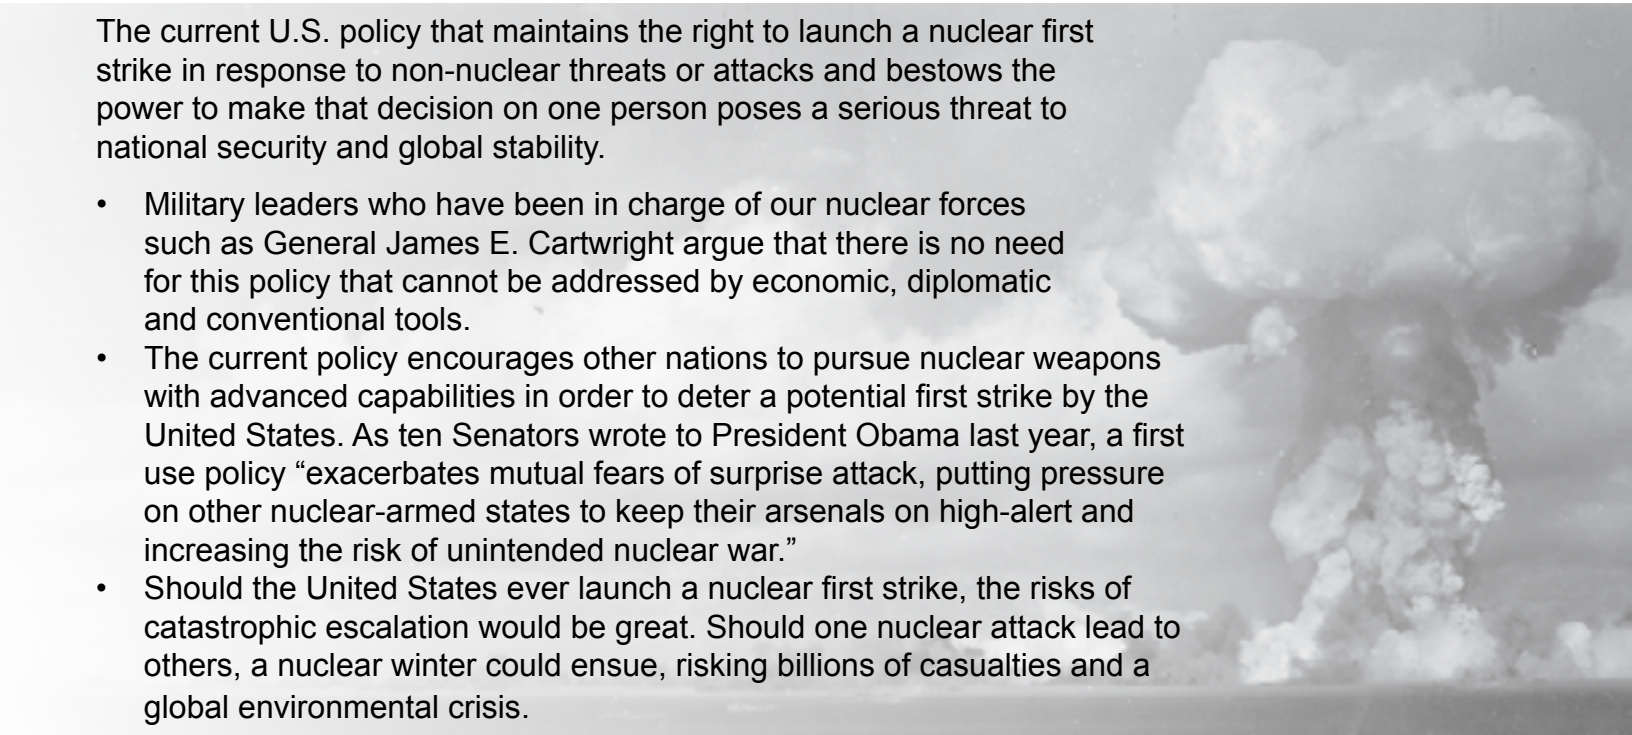 The current U.S. policy that maintains the right to launch a nuclear first
strike in response to non-nuclear threats or attacks and bestows the
power to make that decision on one person poses a serious threat to
national security and global stability.
• Military leaders who have been in charge of our nuclear forces
such as General James E. Cartwright argue that there is no need
for this policy that cannot be addressed by economic, diplomatic
and conventional tools.
• The current policy encourages other nations to pursue nuclear weapons
with advanced capabilities in order to deter a potential first strike by the
United States. As ten Senators wrote to President Obama last year, a first
use policy “exacerbates mutual fears of surprise attack, putting pressure
on other nuclear-armed states to keep their arsenals on high-alert and
increasing the risk of unintended nuclear war.”
• Should the United States ever launch a nuclear first strike, the risks of
catastrophic escalation would be great. Should one nuclear attack lead to
others, a nuclear winter could ensue, risking billions of casualties and a
global environmental crisis.